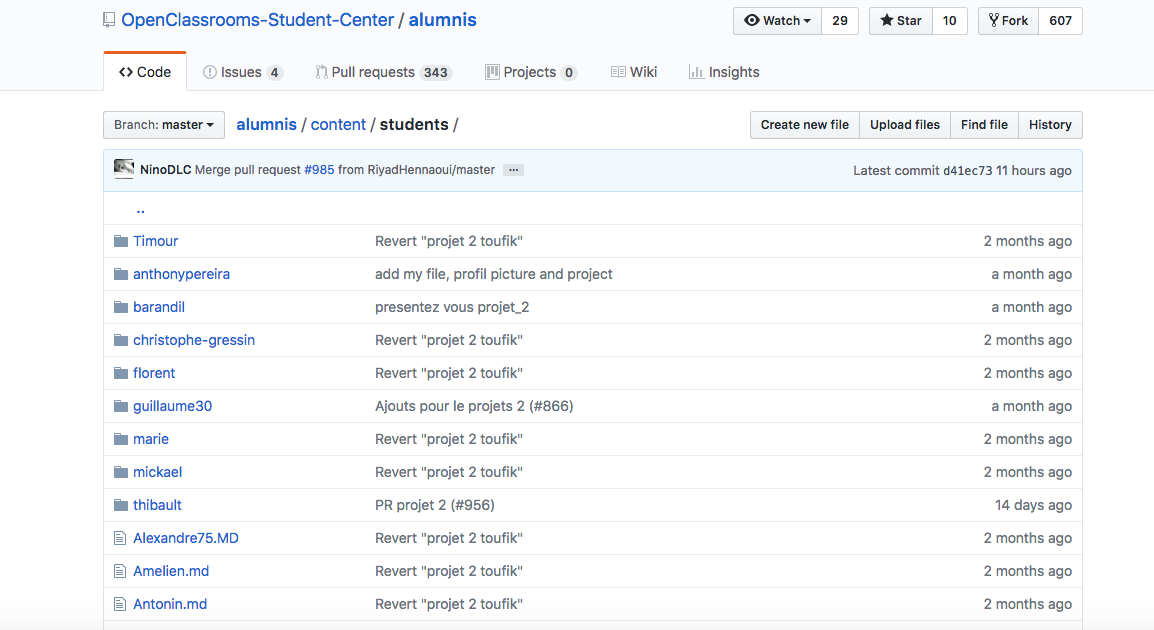 OpenClassrooms-Student-Center / alumnis Watch 29 Star 10 Fork 607
Code Issues 4 Pull requests 343 Projects 0 Wiki Insights
Branch: master alumnis / content / students / Create new file Upload files Find file History
NinoDLC Merge pull request #985 from RiyadHennaoui/master ... Latest commit d41ec73 11 hours ago
..
Timour Revert "projet 2 toufik" 2 months ago
anthonypereira add my file, profil picture and project a month ago
barandil presentez vous projet_2 a month ago
christophe-gressin Revert "projet 2 toufik" 2 months ago
florent Revert "projet 2 toufik" 2 months ago
guillaume30 Ajouts pour le projets 2 (#866) a month ago
marie Revert "projet 2 toufik" 2 months ago
mickael Revert "projet 2 toufik" 2 months ago
thibault PR projet 2 (#956) 14 days ago
Alexandre75.MD Revert "projet 2 toufik" 2 months ago
Amelien.md Revert "projet 2 toufik" 2 months ago
Antonin.md Revert "projet 2 toufik" 2 months ago